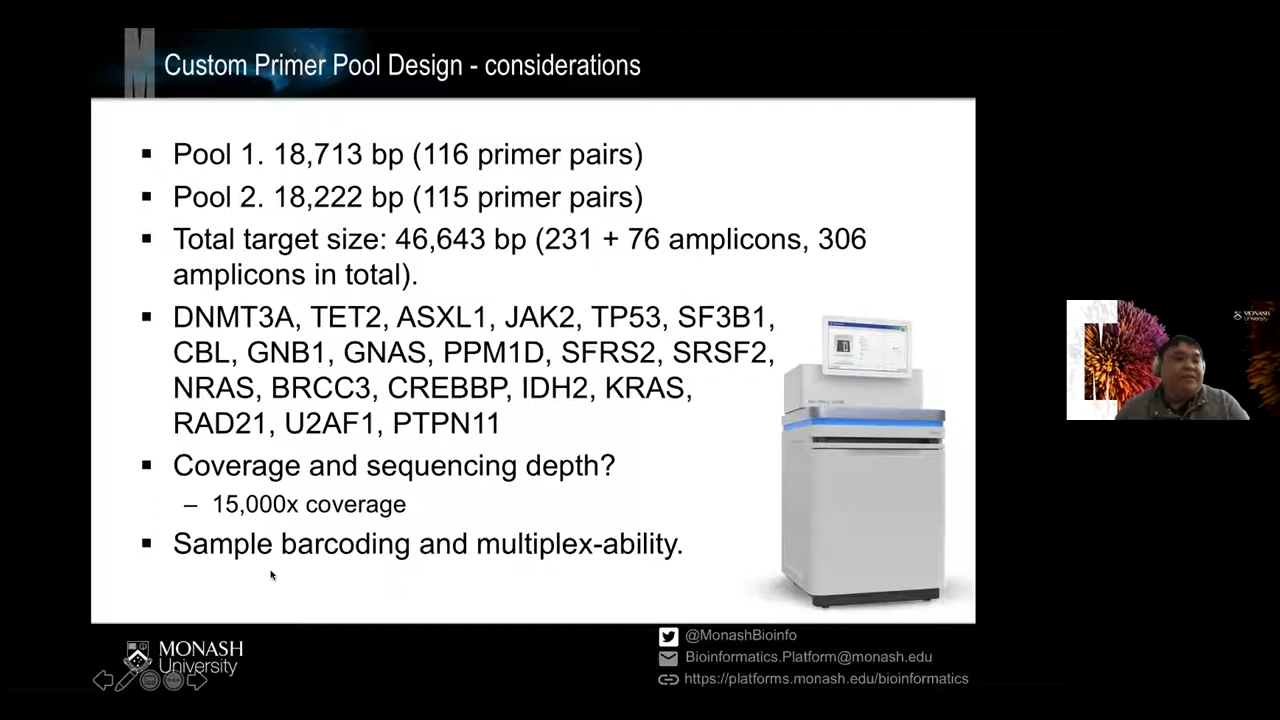 Custom Primer Pool Design - considerations
▪ Pool 1. 18,713 bp (116 primer pairs)
▪ Pool 2. 18,222 bp (115 primer pairs)
▪ Total target size: 46,643 bp (231 + 76 amplicons, 306
amplicons in total).
▪ DNMT3A, TET2, ASXL1, JAK2, TP53, SF3B1,
CBL, GNB1, GNAS, PPM1D, SFRS2, SRSF2,
NRAS, BRCC3, CREBBP, IDH2, KRAS,
RAD21, U2AF1, PTPN11
▪ Coverage and sequencing depth?
– 15,000x coverage
▪ Sample barcoding and multiplex-ability.
MONASH
University
@MonashBioinfo
Bioinformatics.Platform@monash.edu
https://platforms.monash.edu/bioinformatics
MONASH
University